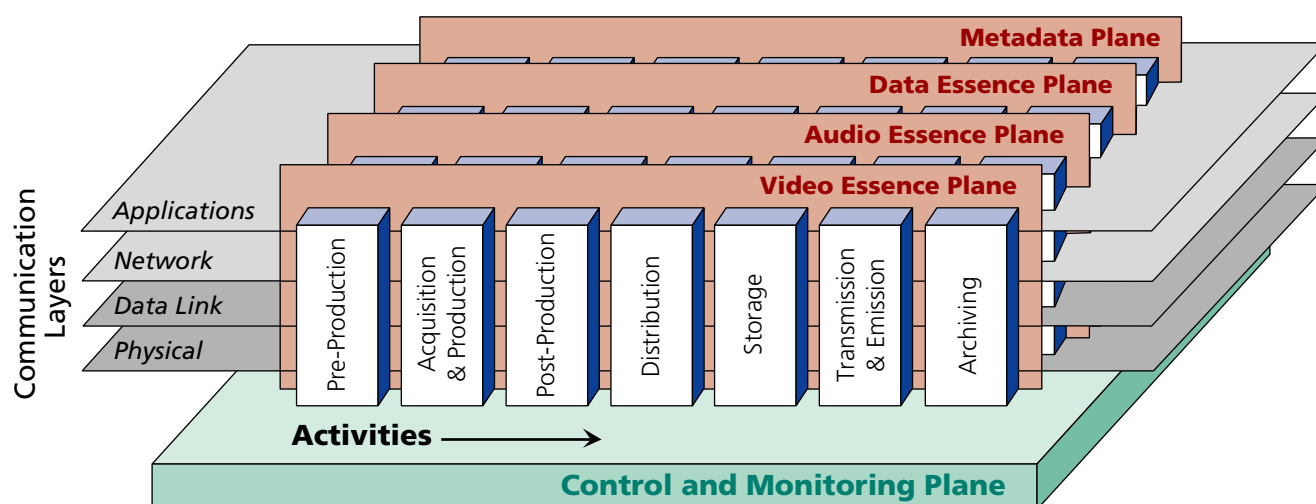 Metadata Plane
Data Essence Plane
Audio Essence Plane
Video Essence Plane
Communication
Layers
Applications
Network
Data Link
Physical
Pre-Production
Acquisition
& Production
Post-Production
Distribution
Storage
Transmission
& Emission
Archiving
Activities
Control and Monitoring Plane